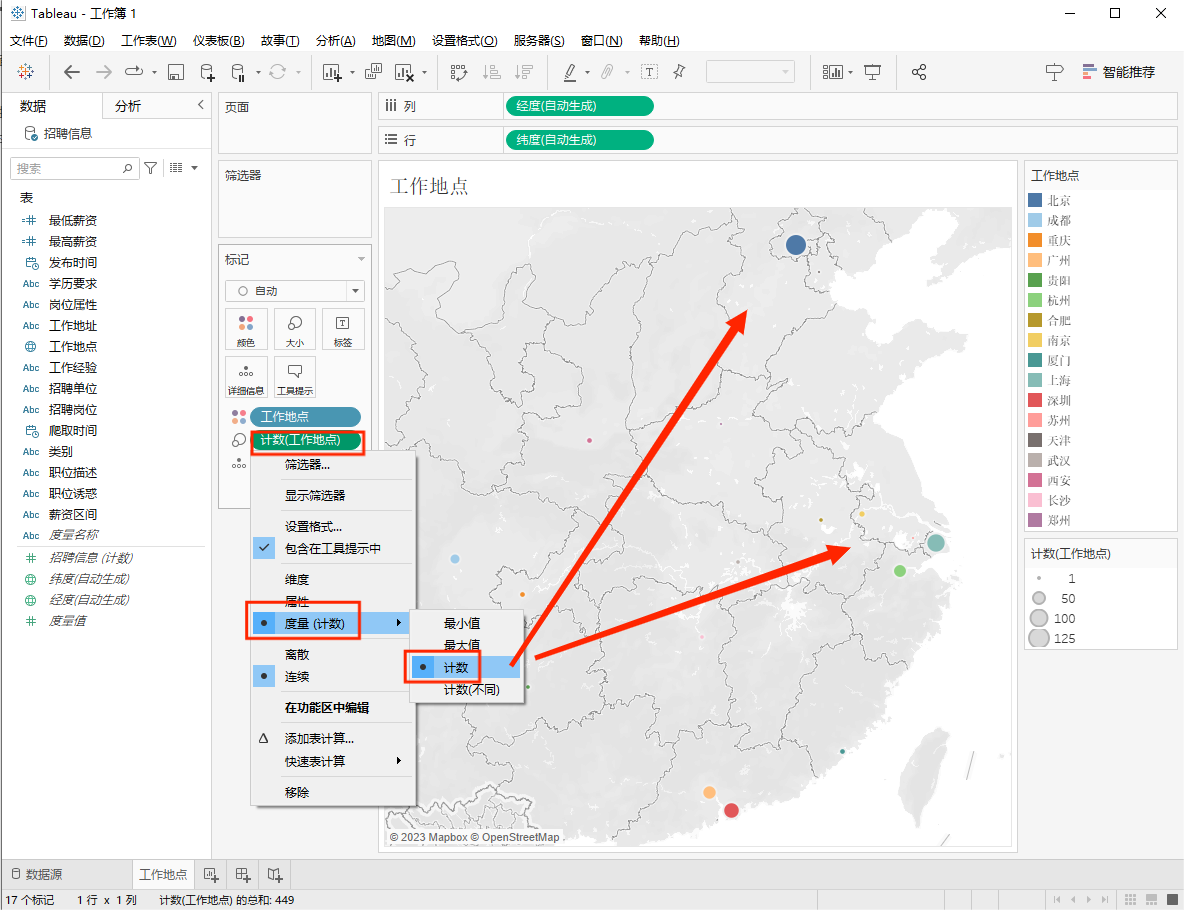 Tableau - 工作簿 1
文件(F) 数据(D) 工作表(W) 仪表板(B) 故事(T) 分析(A) 地图(M) 设置格式(O) 服务器(S) 窗口(N) 帮助(H)
智能推荐
数据 分析
招聘信息
搜索
表
最低薪资
最高薪资
发布时间
Abc 学历要求
Abc 岗位属性
Abc 工作地址
工作地点
Abc 工作经验
Abc 招聘单位
Abc 招聘岗位
爬取时间
Abc 类别
Abc 职位描述
Abc 职位诱惑
Abc 薪资区间
Abc 度量名称
招聘信息 (计数)
纬度(自动生成)
经度(自动生成)
度量值
页面
筛选器
标记
自动
颜色 大小 标签
详细信息 工具提示
工作地点
计数(工作地点)
筛选器...
显示筛选器
设置格式...
包含在工具提示中
维度
属性
度量 (计数)
离散
连续
在功能区中编辑
添加表计算...
快速表计算
移除
最小值
最大值
计数
计数(不同)
列 经度(自动生成)
行 纬度(自动生成)
工作地点
© 2023 Mapbox © OpenStreetMap
工作地点
北京
成都
重庆
广州
贵阳
杭州
合肥
南京
厦门
上海
深圳
苏州
天津
武汉
西安
长沙
郑州
计数(工作地点)
1
50
100
125
数据源 工作地点
17 个标记 1 行 x 1 列 计数(工作地点) 的总和: 449